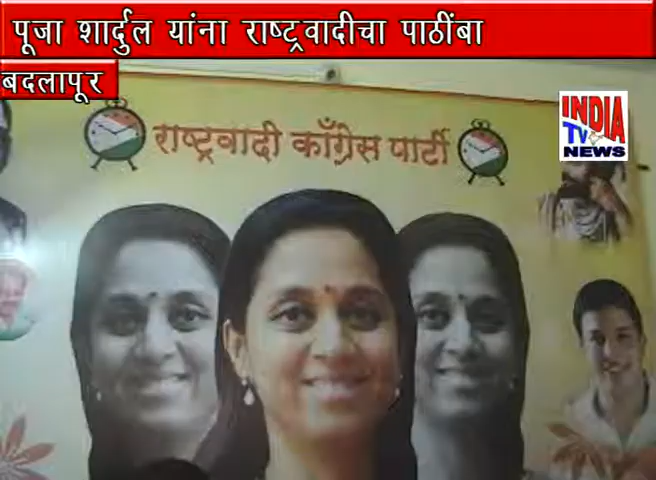 पूजा शार्दुल यांना राष्ट्रवादीचा पाठींबा
बदलापूर
INDIA
TV
NEWS
राष्ट्रवादी काँग्रेस पार्टी